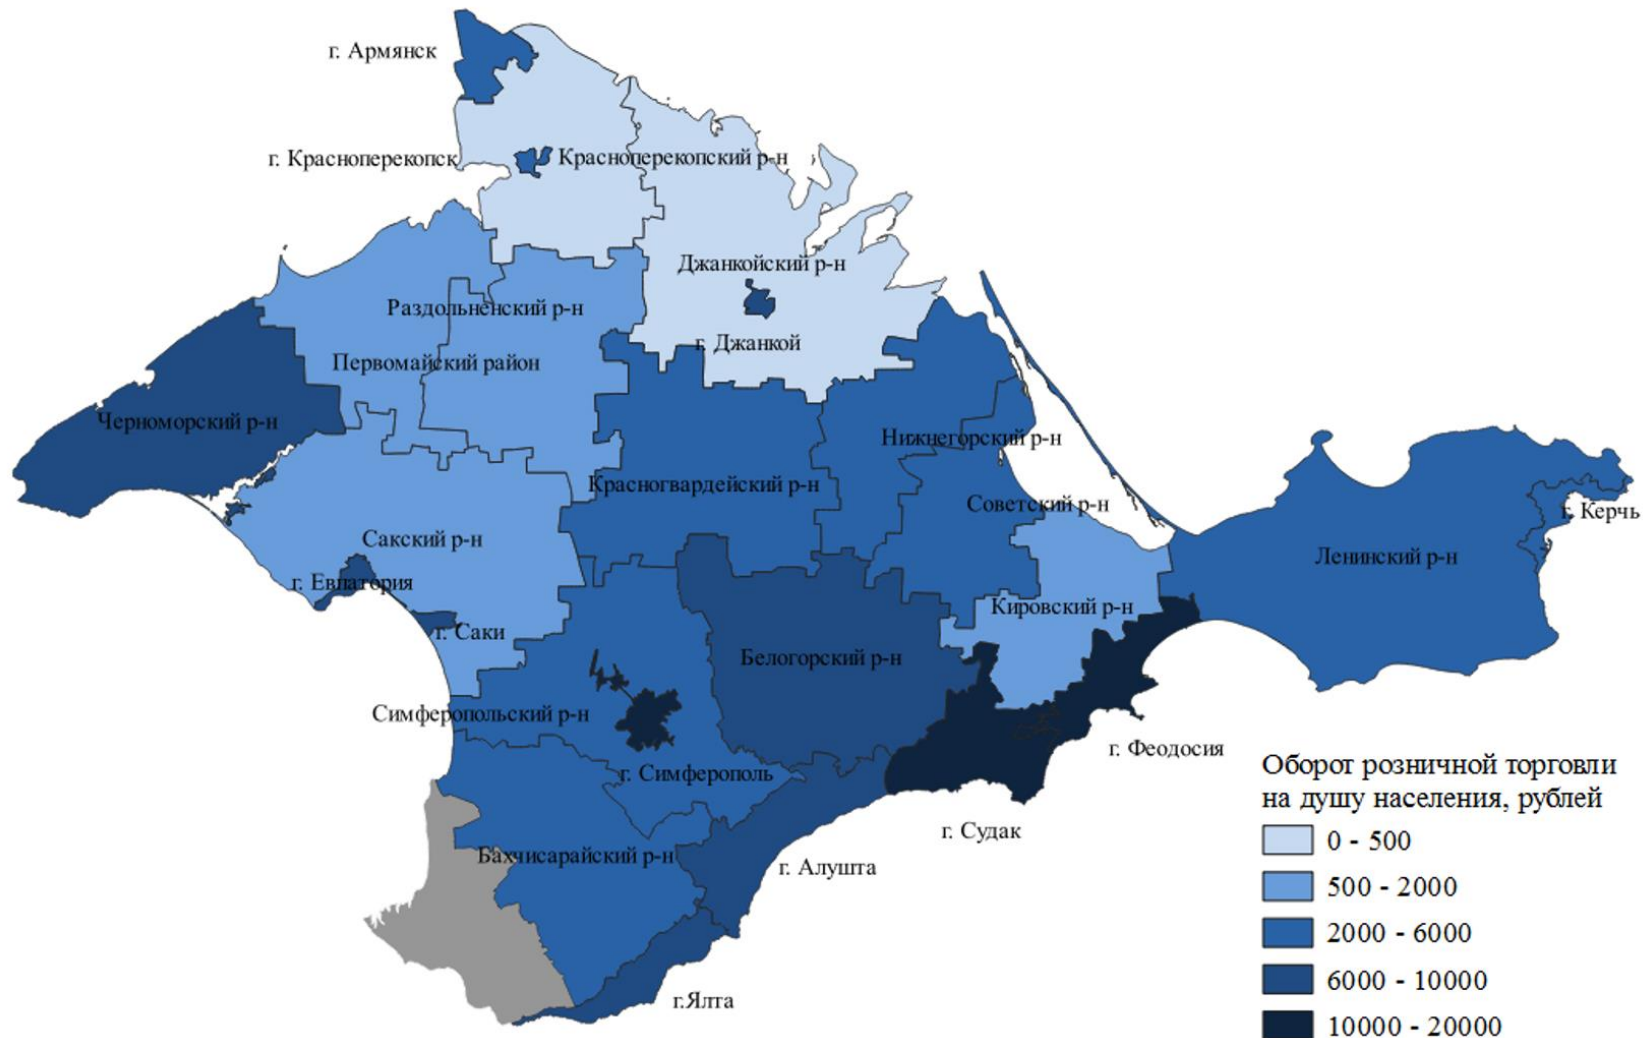 г. Армянск
г. Красноперекопск
Красноперекопский р-н
Джанкойский р-н
Раздольненский р-н
г. Джанкой
Первомайский район
Черноморский р-н
Нижнегорский р-н
Красногвардейский р-н
Советский р-н
г. Керчь
Сакский р-н
Ленинский р-н
г. Евпатория
Кировский р-н
г. Саки
Белогорский р-н
Симферопольский р-н
г. Феодосия
г. Симферополь
г. Судак
Бахчисарайский р-н
г. Алушта
г.Ялта
Оборот розничной торговли
на душу населения, рублей
0 - 500
500 - 2000
2000 - 6000
6000 - 10000
10000 - 20000